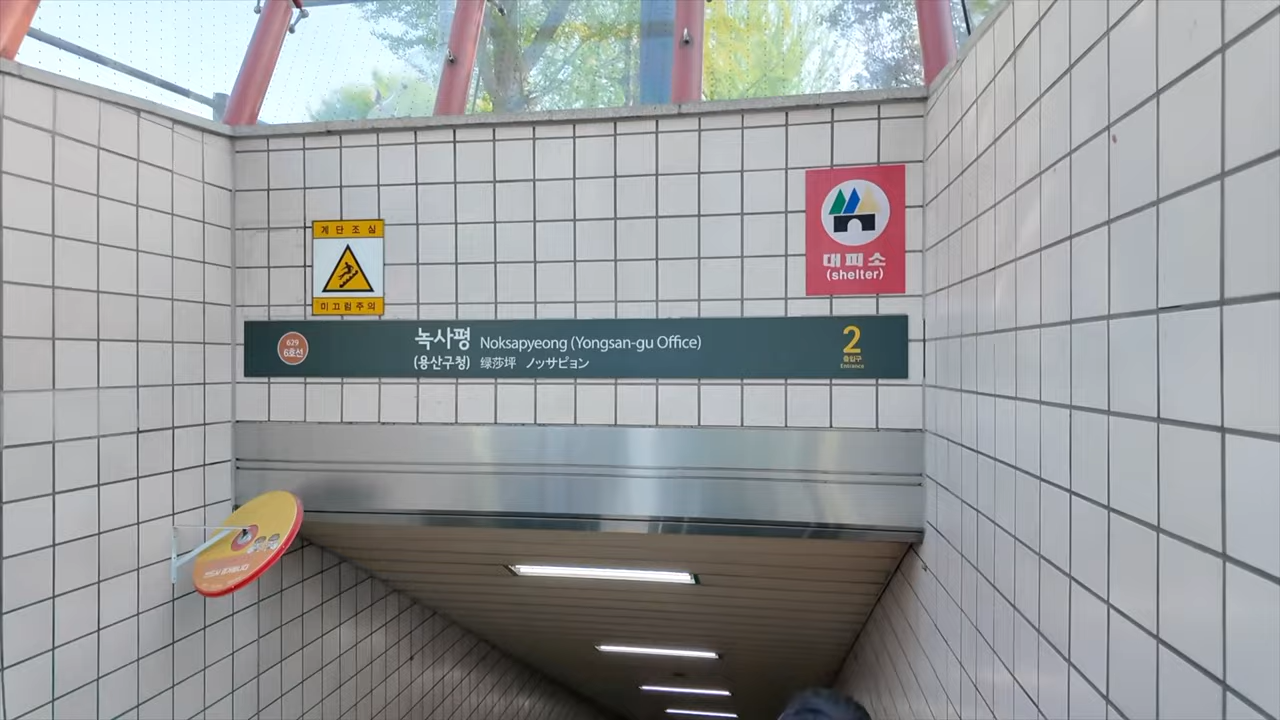 계단조심
미끄럼주의
대피소
(shelter)
629
6호선
녹사평 Noksapyeong (Yongsan-gu Office)
(용산구청) 绿莎坪 ノッサピョン
2
출입구
Entrance